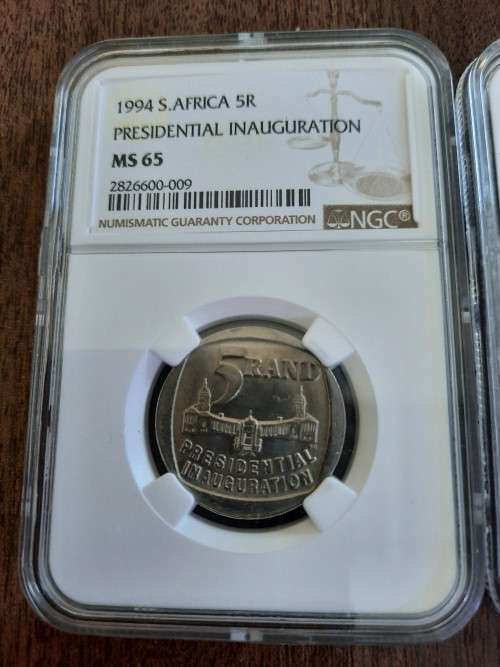 1994 S.AFRICA 5R
PRESIDENTIAL INAUGURATION
MS 65
2826600-009
NUMISMATIC GUARANTY CORPORATION
NGC®
5 RAND
PRESIDENTIAL
INAUGURATION